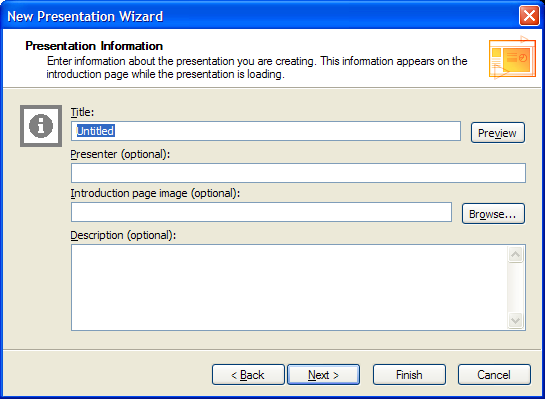 New Presentation Wizard
Presentation Information
Enter information about the presentation you are creating. This information appears on the
introduction page while the presentation is loading.
Title:
Untitled
Preview
Presenter (optional):
Introduction page image (optional):
Browse...
Description (optional):
< Back
Next >
Finish
Cancel